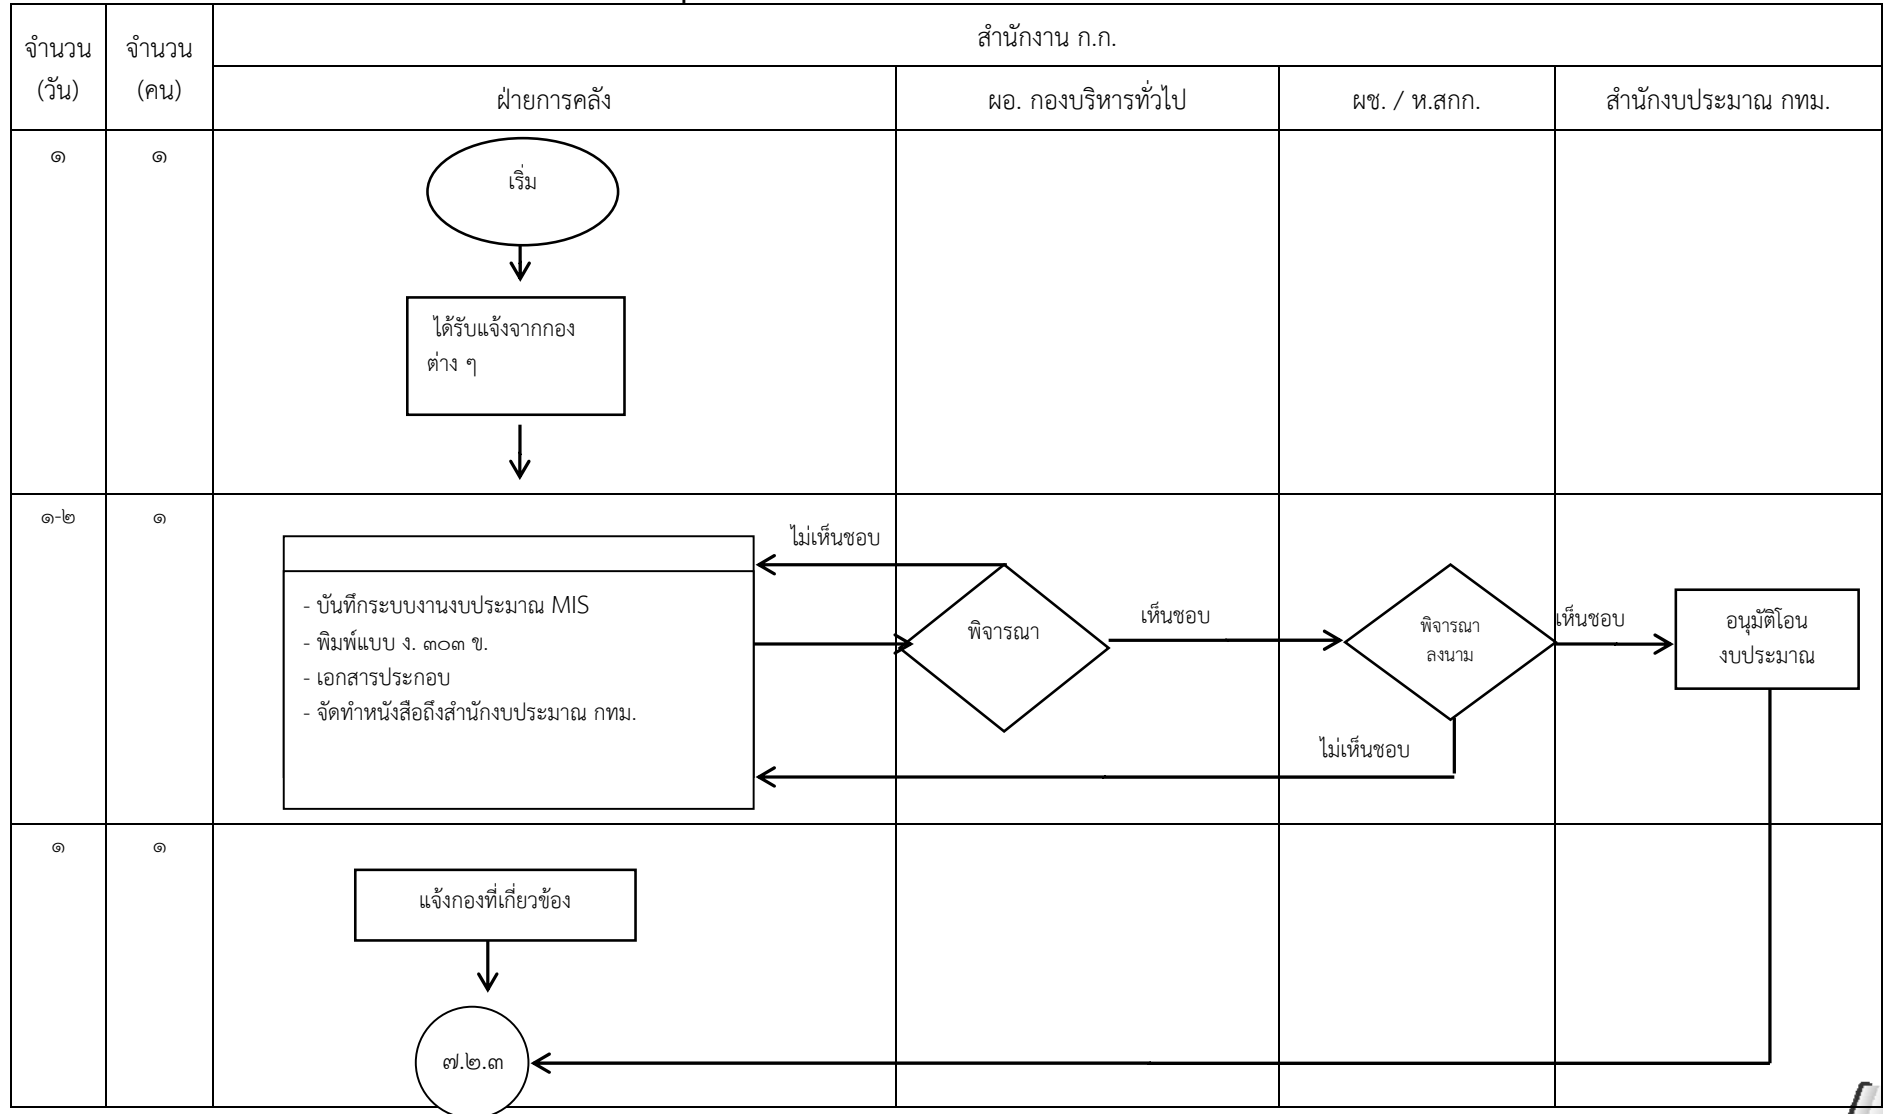 จำนวน
(วัน)
จำนวน
(คน)
สำนักงาน ก.ก.
ฝ่ายการคลัง
ผอ. กองบริหารทั่วไป
ผช. / ห.สกก.
สำนักงบประมาณ กทม.
๑
๑
เริ่ม
ได้รับแจ้งจากกอง
ต่าง ๆ
๑-๒
๑
- บันทึกระบบงานงบประมาณ MIS
- พิมพ์แบบ ง. ๓๐๓ ข.
- เอกสารประกอบ
- จัดทำหนังสือถึงสำนักงบประมาณ กทม.
ไม่เห็นชอบ
พิจารณา
เห็นชอบ
พิจารณา
ลงนาม
เห็นชอบ
อนุมัติโอน
งบประมาณ
ไม่เห็นชอบ
๑
๑
แจ้งกองที่เกี่ยวข้อง
๗.๒.๓